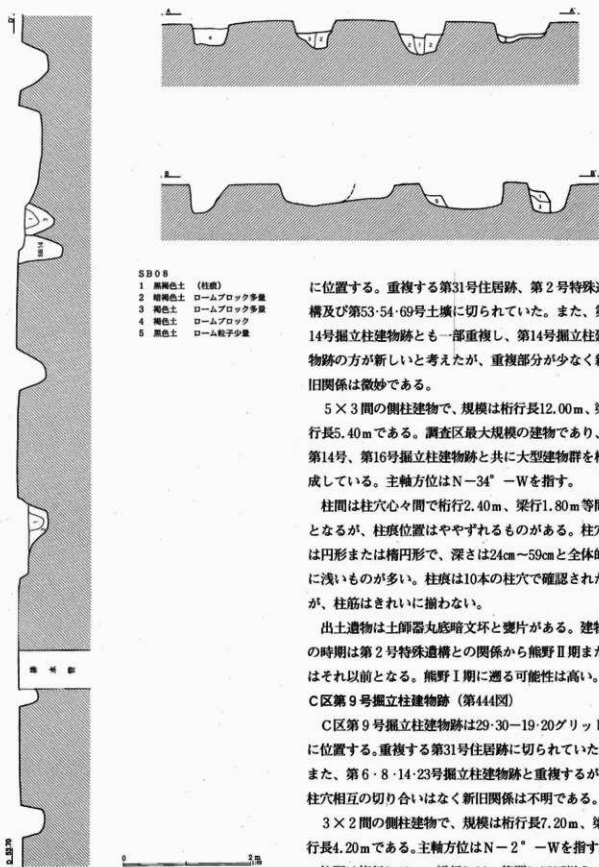 A A′
4 3 2 2 1 2
B B′
SB08
1 黒褐色土 （柱痕）
2 暗褐色土 ロームブロック多量
3 褐色土 ロームブロック多量
4 褐色土 ロームブロック
5 黒色土 ローム粒子少量
SB14
に位置する。重複する第31号住居跡、第2号特殊遺
構及び第53·54·69号土壙に切られていた。また、第
14号掘立柱建物跡とも一部重複し、第14号掘立柱建
物跡の方が新しいと考えたが、重複部分が少なく新
旧関係は微妙である。
5×3間の側柱建物で、規模は桁行長12.00m、梁
行長5.40mである。調査区最大規模の建物であり、
第14号、第16号掘立柱建物跡と共に大型建物群を構
成している。主軸方位はN－34°－Wを指す。
柱間は柱穴心々間で桁行2.40m、梁行1.80m等間
となるが、柱痕位置はややずれるものがある。柱穴
は円形または楕円形で、深さは24㎝～59㎝と全体的
に浅いものが多い。柱痕は10本の柱穴で確認された
が、柱筋はきれいに揃わない。
出土遺物は土師器丸底暗文坏と甕片がある。建物
の時期は第2号特殊遺構との関係から熊野Ⅱ期また
はそれ以前となる。熊野Ⅰ期に遡る可能性は高い。
C区第9号掘立柱建物跡（第444図）
C区第9号掘立柱建物跡は29·30－19·20グリッド
に位置する。重複する第31号住居跡に切られていた。
また、第6·8·14·23号掘立柱建物跡と重複するが、
柱穴相互の切り合いはなく新旧関係は不明である。
3×2間の側柱建物で、規模は桁行長7.20m、梁
行長4.20mである。主軸方位はN－2°－Wを指す。
0 2m